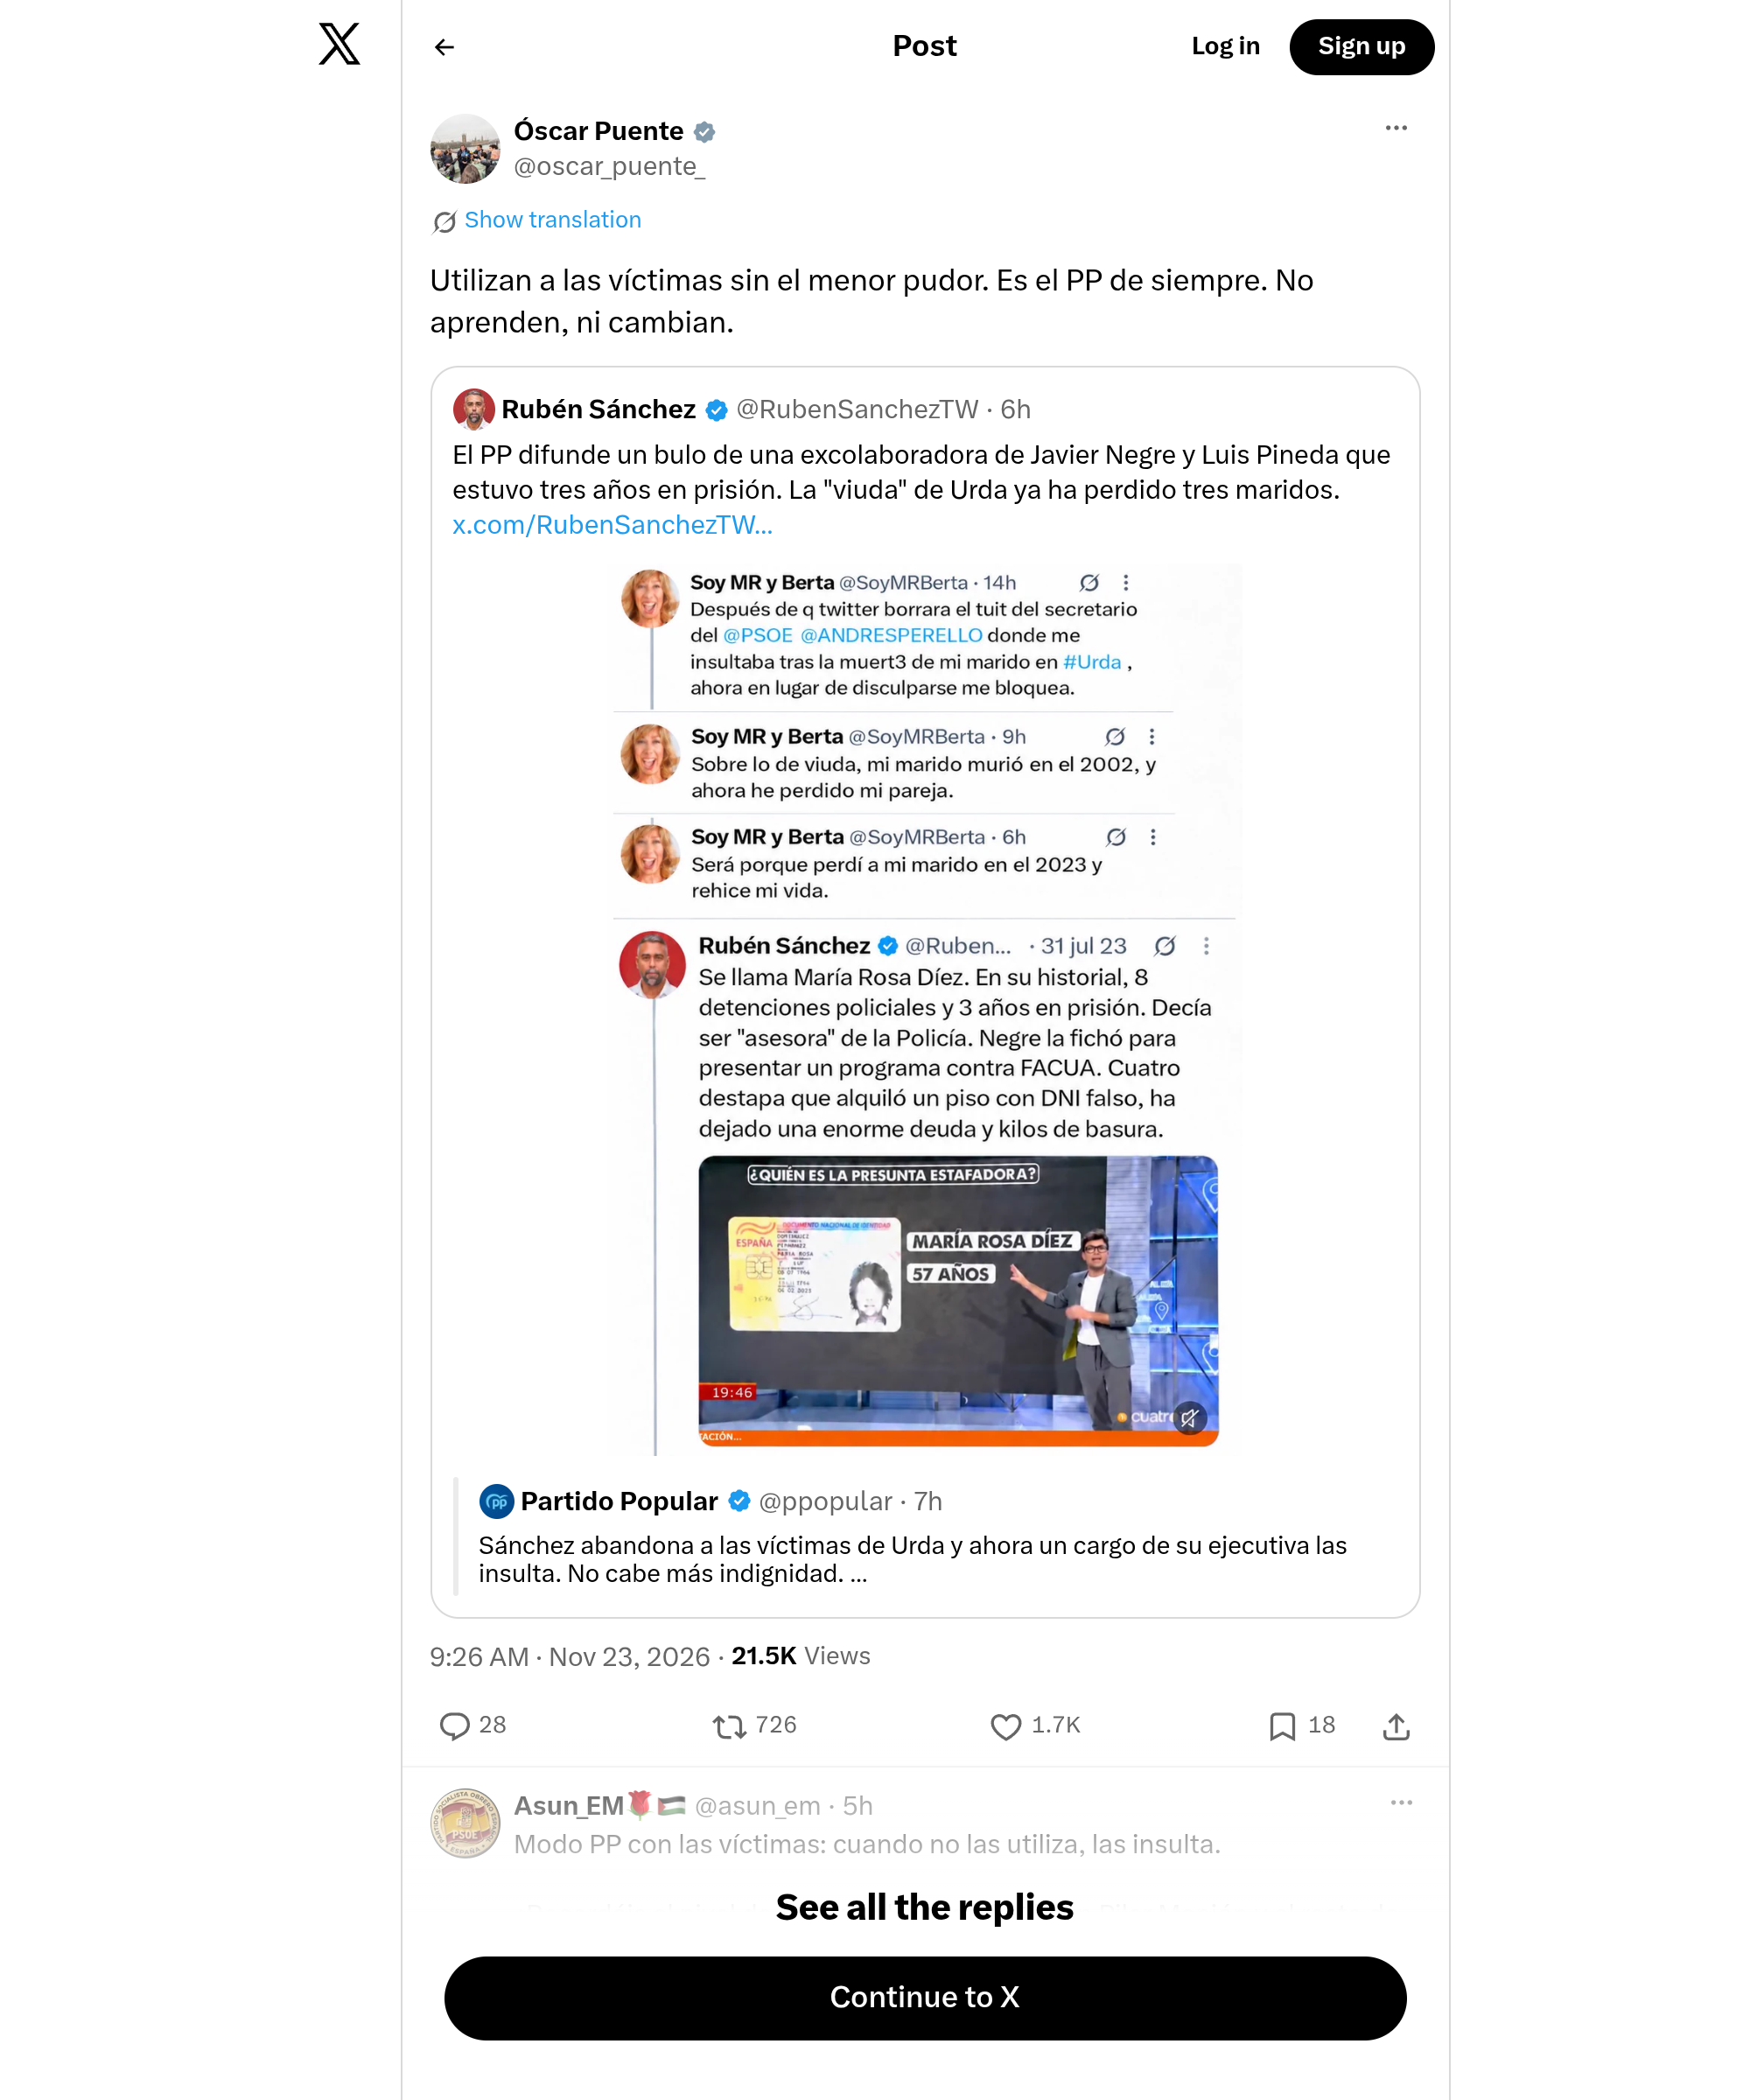 Post
Log in
Sign up
Óscar Puente
@oscar_puente_
Show translation
Utilizan a las víctimas sin el menor pudor. Es el PP de siempre. No
aprenden, ni cambian.
Rubén Sánchez @RubenSanchezTW · 6h
El PP difunde un bulo de una excolaboradora de Javier Negre y Luis Pineda que
estuvo tres años en prisión. La "viuda" de Urda ya ha perdido tres maridos.
x.com/RubenSanchezTW...
Soy MR y Berta @SoyMRBerta · 14h
Después de q twitter borrara el tuit del secretario
del @PSOE @ANDRESPERELLO donde me
insultaba tras la muert3 de mi marido en #Urda ,
ahora en lugar de disculparse me bloquea.
Soy MR y Berta @SoyMRBerta · 9h
Sobre lo de viuda, mi marido murió en el 2002, y
ahora he perdido mi pareja.
Soy MR y Berta @SoyMRBerta · 6h
Será porque perdí a mi marido en el 2023 y
rehice mi vida.
Rubén Sánchez @Ruben... · 31 jul 23
Se llama María Rosa Díez. En su historial, 8
detenciones policiales y 3 años en prisión. Decía
ser "asesora" de la Policía. Negre la fichó para
presentar un programa contra FACUA. Cuatro
destapa que alquiló un piso con DNI falso, ha
dejado una enorme deuda y kilos de basura.
¿QUIÉN ES LA PRESUNTA ESTAFADORA?
DOCUMENTO NACIONAL DE IDENTIDAD
ESPAÑA
MARÍA ROSA DÍEZ
57 AÑOS
19:46
cuatro
TACIÓN...
Partido Popular @ppopular · 7h
Sánchez abandona a las víctimas de Urda y ahora un cargo de su ejecutiva las
insulta. No cabe más indignidad. ...
9:26 AM · Nov 23, 2026 · 21.5K Views
28
726
1.7K
18
Asun_EM @asun_em · 5h
PSOE
Modo PP con las víctimas: cuando no las utiliza, las insulta.
See all the replies
Continue to X